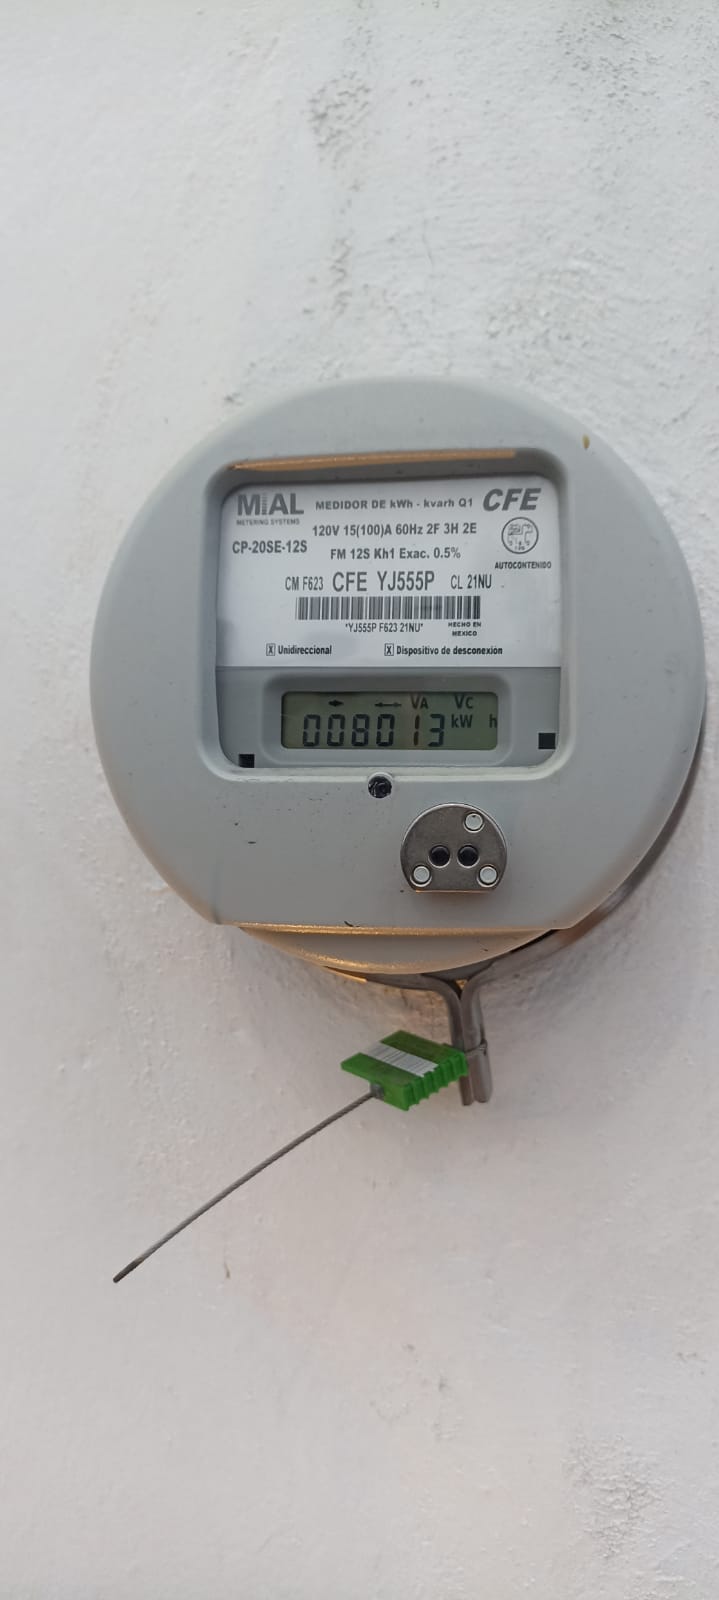 MIAL
METERING SYSTEMS
MEDIDOR DE kWh - kvarh Q1
CFE
120V 15(100)A 60Hz 2F 3H 2E
CP-20SE-12S
FM 12S Kh1 Exac. 0.5%
AUTOCONTENIDO
CM F623 CFE YJ555P CL 21NU
*YJ555P F623 21NU*
HECHO EN
MEXICO
X Unidireccional
X Dispositivo de desconexión
VA VC
008013 kW h